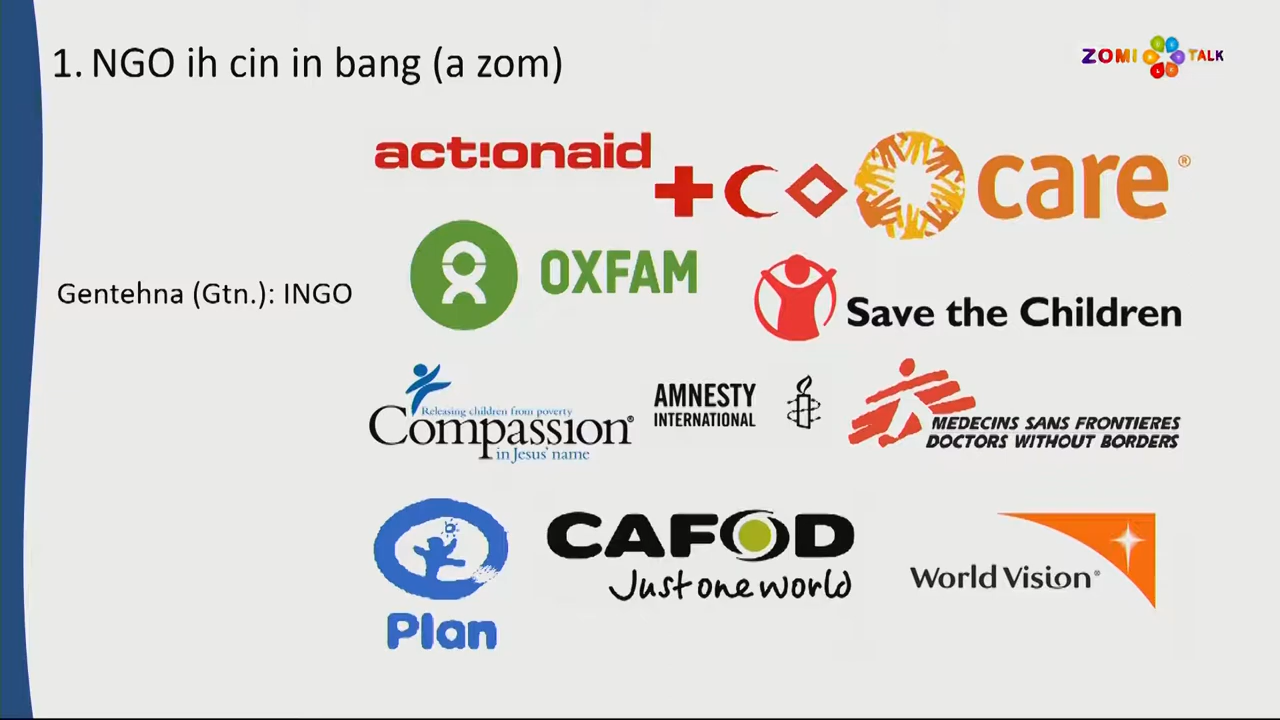 1. NGO ih cin in bang (a zom)
ZOMI TALK
act!onaid
care®
OXFAM
Gentehna (Gtn.): INGO
Save the Children
Releasing children from poverty
Compassion®
in Jesus' name
AMNESTY
INTERNATIONAL
MEDECINS SANS FRONTIERES
DOCTORS WITHOUT BORDERS
Plan
CAFOD
Just one world
World Vision®